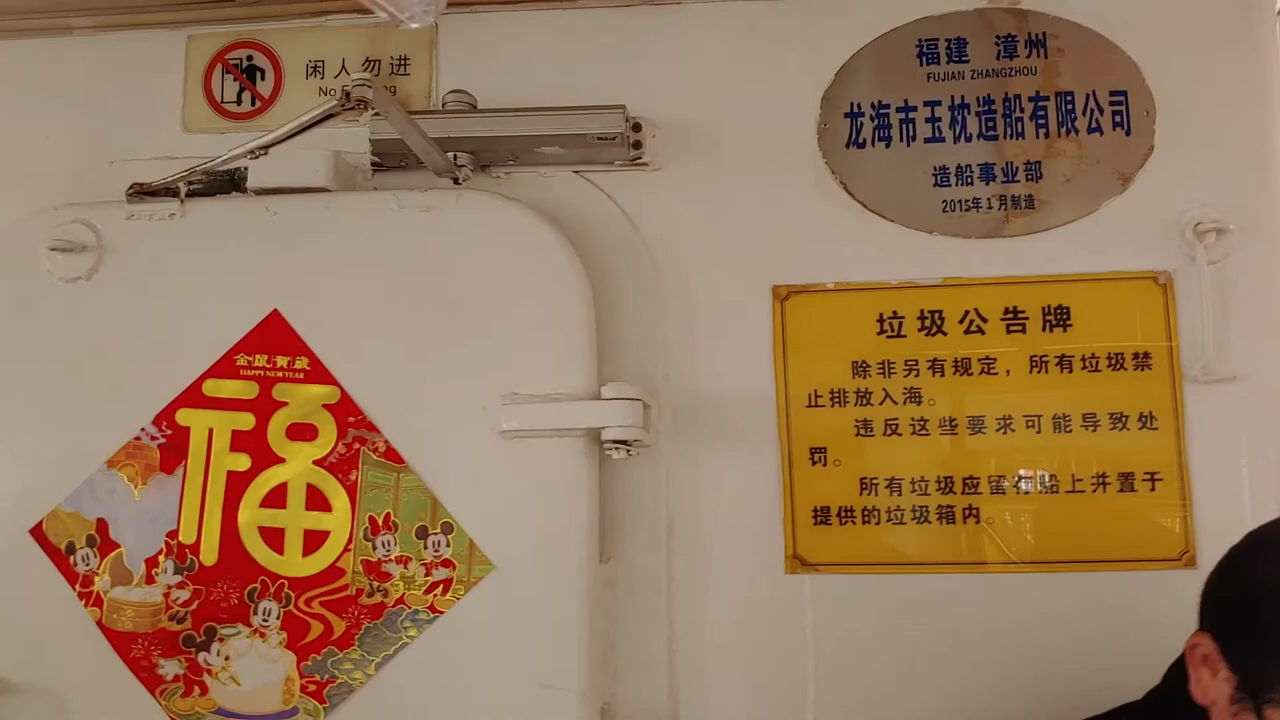 闲人勿进
No
福建 漳州
FUJIAN ZHANGZHOU
龙海市玉枕造船有限公司
造船事业部
2015年1月制造
垃圾公告牌
除非另有规定，所有垃圾禁
止排放入海。
违反这些要求可能导致处
罚。
所有垃圾应留存船上并置于
提供的垃圾箱内。
金鼠賀歲
HAPPY NEW YEAR
福